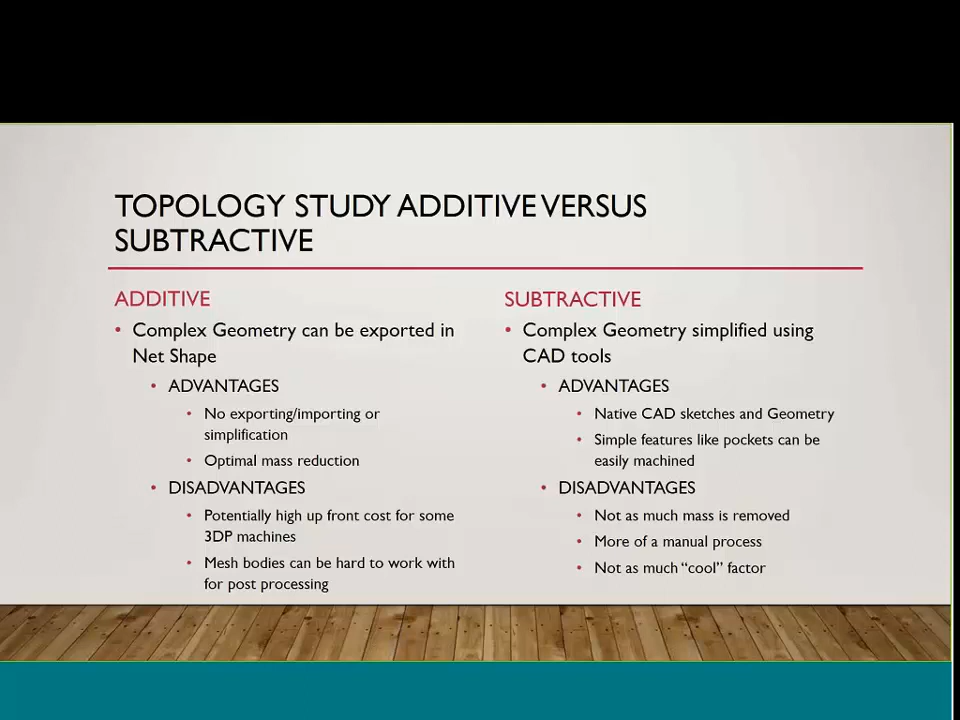 TOPOLOGY STUDY ADDITIVE VERSUS
SUBTRACTIVE
ADDITIVE
• Complex Geometry can be exported in
Net Shape
• ADVANTAGES
• No exporting/importing or
simplification
• Optimal mass reduction
• DISADVANTAGES
• Potentially high up front cost for some
3DP machines
• Mesh bodies can be hard to work with
for post processing
SUBTRACTIVE
• Complex Geometry simplified using
CAD tools
• ADVANTAGES
• Native CAD sketches and Geometry
• Simple features like pockets can be
easily machined
• DISADVANTAGES
• Not as much mass is removed
• More of a manual process
• Not as much “cool” factor